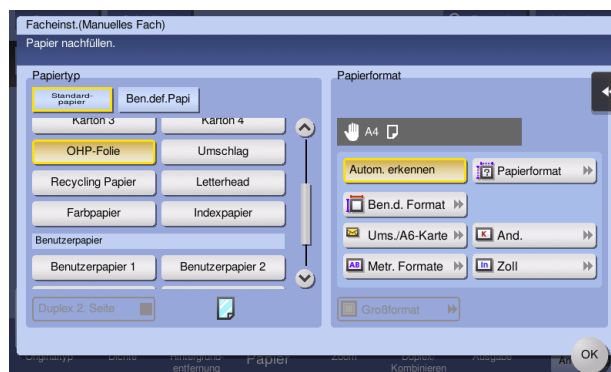 Facheinst.(Manuelles Fach)
Papier nachfüllen.
Papiertyp
Standard-
papier
Ben.def.Papi
Karton 3
Karton 4
OHP-Folie
Umschlag
Recycling Papier
Letterhead
Farbpapier
Indexpapier
Benutzerpapier
Benutzerpapier 1
Benutzerpapier 2
Duplex 2. Seite
Papierformat
A4
Autom. erkennen
? Papierformat
Ben.d. Format
Ums./A6-Karte
K And.
AB Metr. Formate
In Zoll
Großformat
OK
Originaltyp
Dichte
Hintergrund
entfernung
Papier
Zoom
Duplex
Kombinieren
Ausgabe